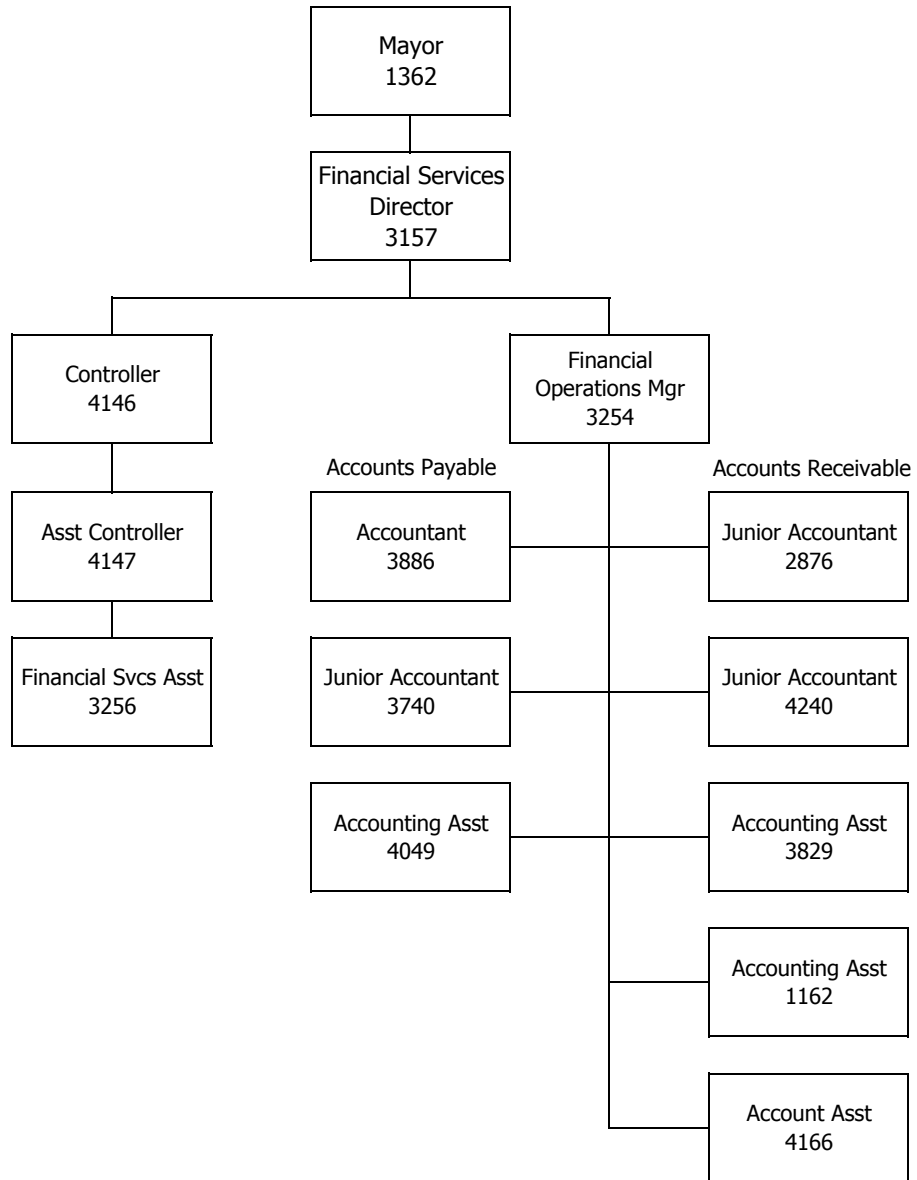 Mayor
1362
Financial Services
Director
3157
Controller
4146
Financial
Operations Mgr
3254
Accounts Payable
Accounts Receivable
Asst Controller
4147
Accountant
3886
Junior Accountant
2876
Financial Svcs Asst
3256
Junior Accountant
3740
Junior Accountant
4240
Accounting Asst
4049
Accounting Asst
3829
Accounting Asst
1162
Account Asst
4166